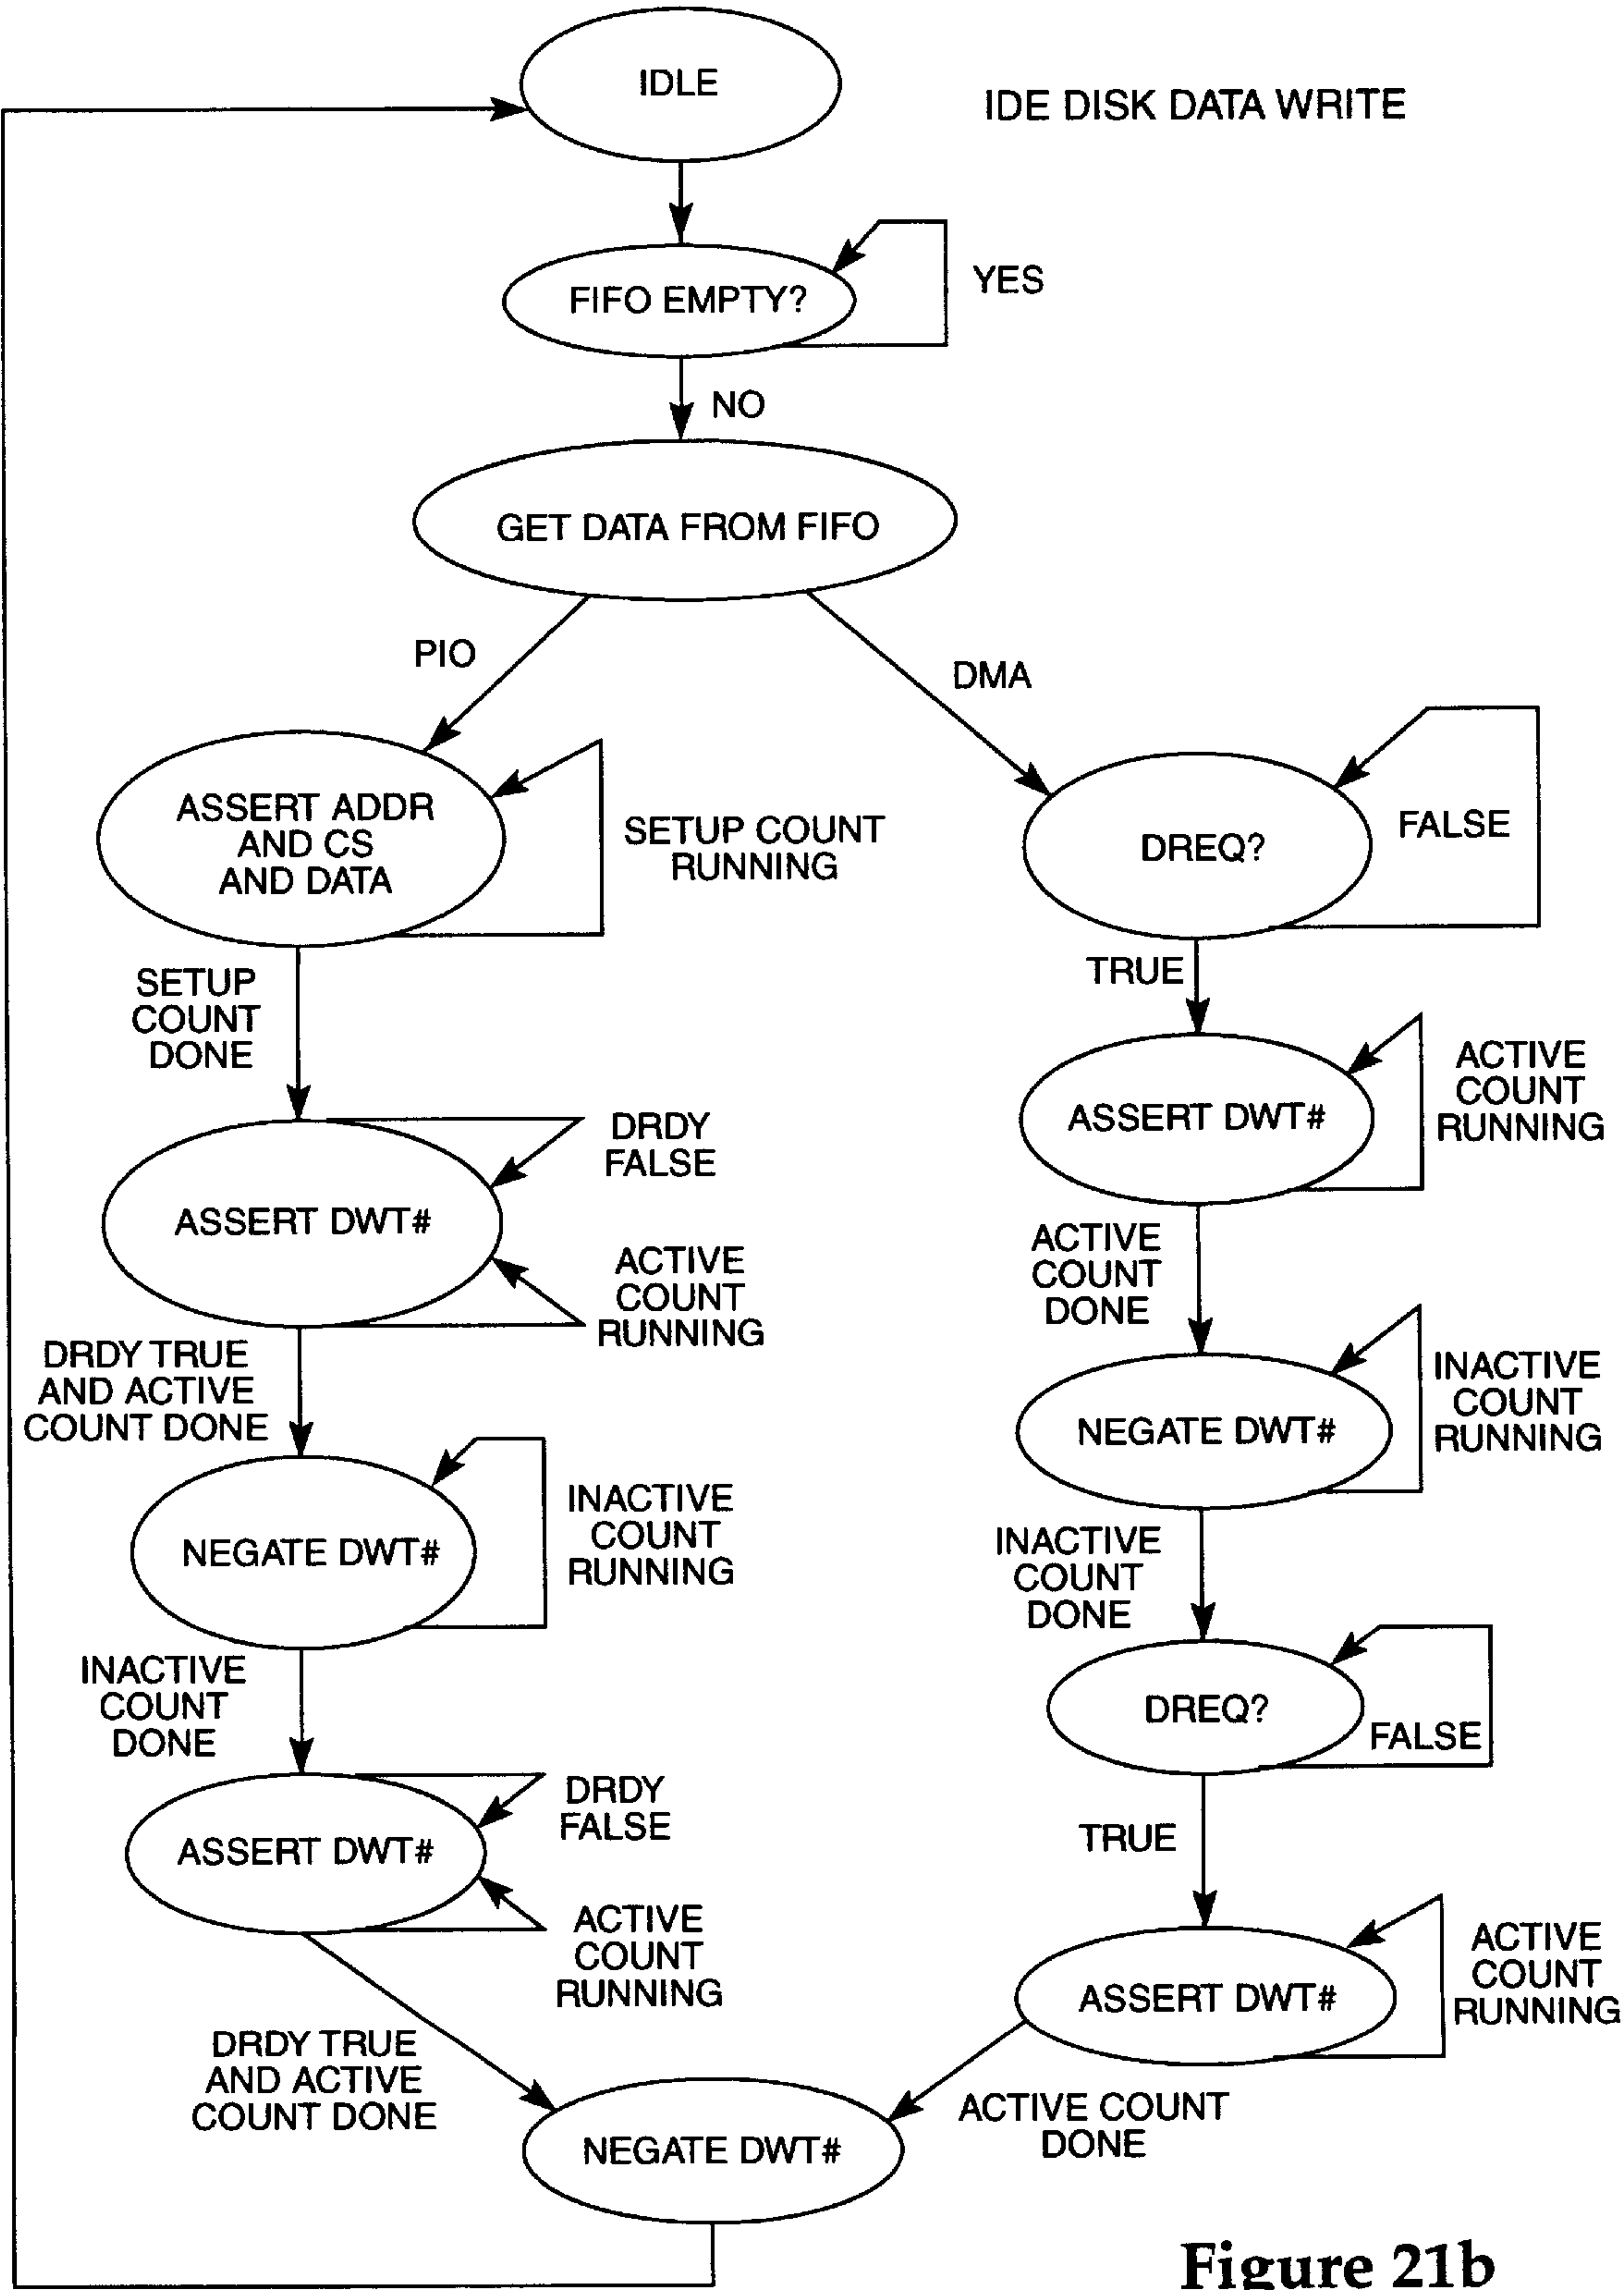 IDLE
IDE DISK DATA WRITE
FIFO EMPTY?
YES
NO
GET DATA FROM FIFO
PIO
DMA
ASSERT ADDR
AND CS
AND DATA
SETUP COUNT
RUNNING
DREQ?
FALSE
SETUP
COUNT
DONE
TRUE
ASSERT DWT#
DRDY
FALSE
ACTIVE
COUNT
RUNNING
ASSERT DWT#
ACTIVE
COUNT
RUNNING
DRDY TRUE
AND ACTIVE
COUNT DONE
ACTIVE
COUNT
DONE
NEGATE DWT#
INACTIVE
COUNT
RUNNING
NEGATE DWT#
INACTIVE
COUNT
RUNNING
INACTIVE
COUNT
DONE
INACTIVE
COUNT
DONE
DREQ?
FALSE
ASSERT DWT#
DRDY
FALSE
ACTIVE
COUNT
RUNNING
TRUE
ASSERT DWT#
ACTIVE
COUNT
RUNNING
DRDY TRUE
AND ACTIVE
COUNT DONE
NEGATE DWT#
ACTIVE COUNT
DONE
Figure 21b